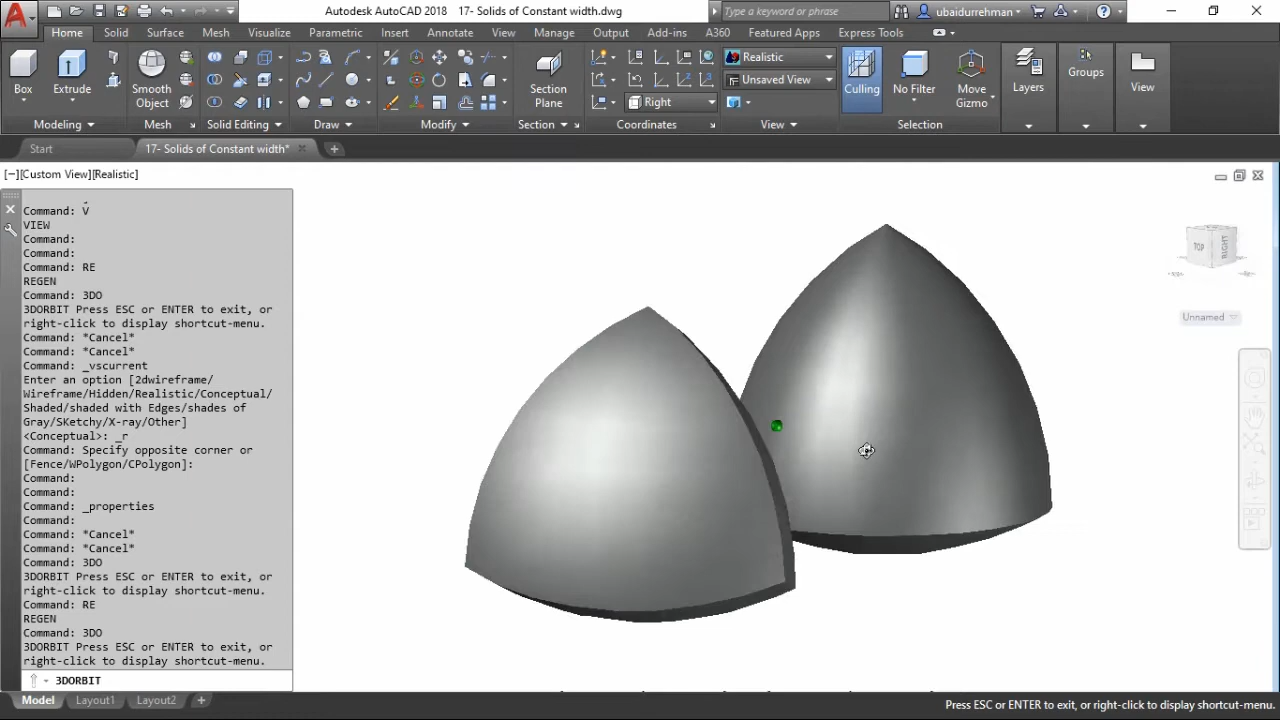 Autodesk AutoCAD 2018 17- Solids of Constant width.dwg
Type a keyword or phrase
ubaidurrehman
Home Solid Surface Mesh Visualize Parametric Insert Annotate View Manage Output Add-ins A360 Featured Apps Express Tools
Realistic
Unsaved View
Right
Box Extrude Smooth Object Section Plane Culling No Filter Move Gizmo Layers Groups View
Modeling Mesh Solid Editing Draw Modify Section Coordinates View Selection
Start 17- Solids of Constant width*
[−][Custom View][Realistic]
Command: V
VIEW
Command:
Command:
Command: RE
REGEN
Command: 3DO
3DORBIT Press ESC or ENTER to exit, or
right-click to display shortcut-menu.
Command: *Cancel*
Command: *Cancel*
Command: _vscurrent
Enter an option [2dwireframe/
Wireframe/Hidden/Realistic/Conceptual/
Shaded/shaded with Edges/shades of
Gray/SKetchy/X-ray/Other]
<Conceptual>: _r
Command: Specify opposite corner or
[Fence/WPolygon/CPolygon]:
Command:
Command:
Command: _properties
Command:
Command: *Cancel*
Command: *Cancel*
Command: 3DO
3DORBIT Press ESC or ENTER to exit, or
right-click to display shortcut-menu.
Command: RE
REGEN
Command: 3DO
3DORBIT Press ESC or ENTER to exit, or
right-click to display shortcut-menu.
3DORBIT
TOP RIGHT
Unnamed
Model Layout1 Layout2
Press ESC or ENTER to exit, or right-click to display shortcut-menu.